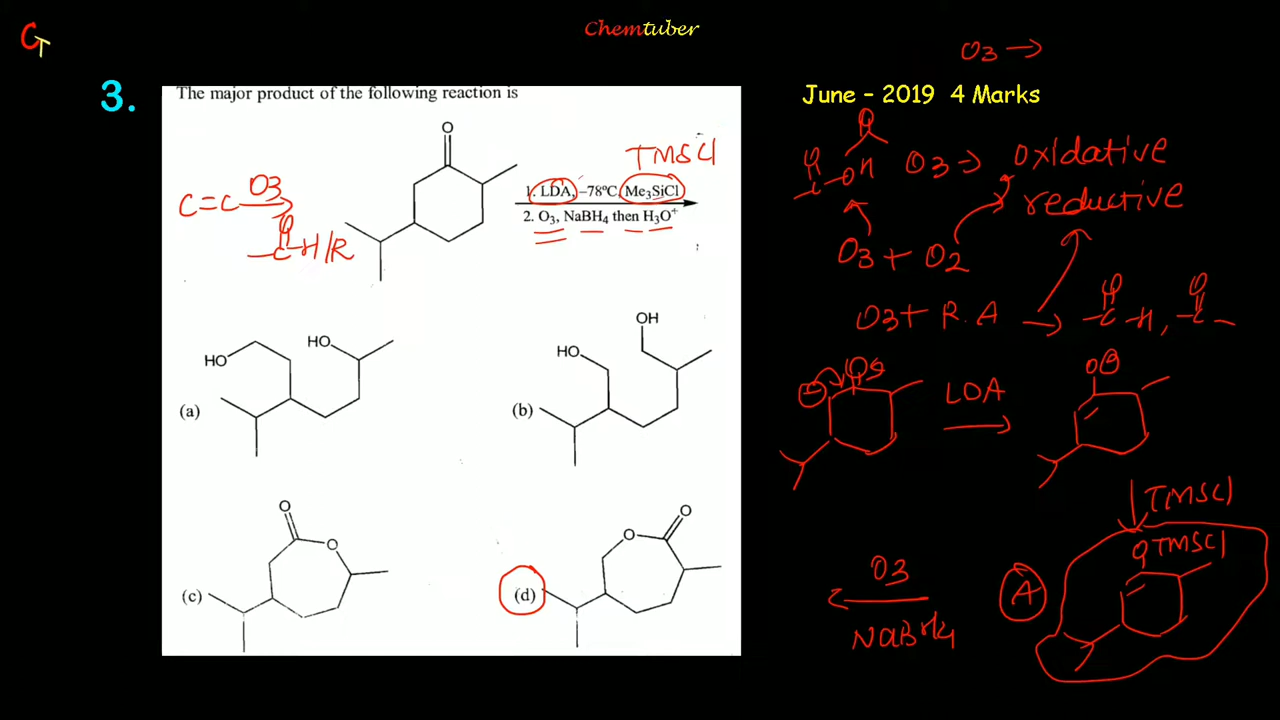 Chemtuber
CT
O3 →
3.
The major product of the following reaction is
June – 2019 4 Marks
O
TMSCl
1. LDA, –78°C, Me₃SiCl
2. O₃, NaBH₄ then H₃O⁺
C=C O3 →
O
C-H/R
O O
C O H O3 → oxidative
reductive
O3 + O2
O3 + R.A → O C-H, O C
HO HO
(a)
OH
HO
(b)
O
O
(c)
O O
(d)
⊖ O
LDA
O⊖
↓ TMSCl
OTMSCl
A
O3
NaBH4